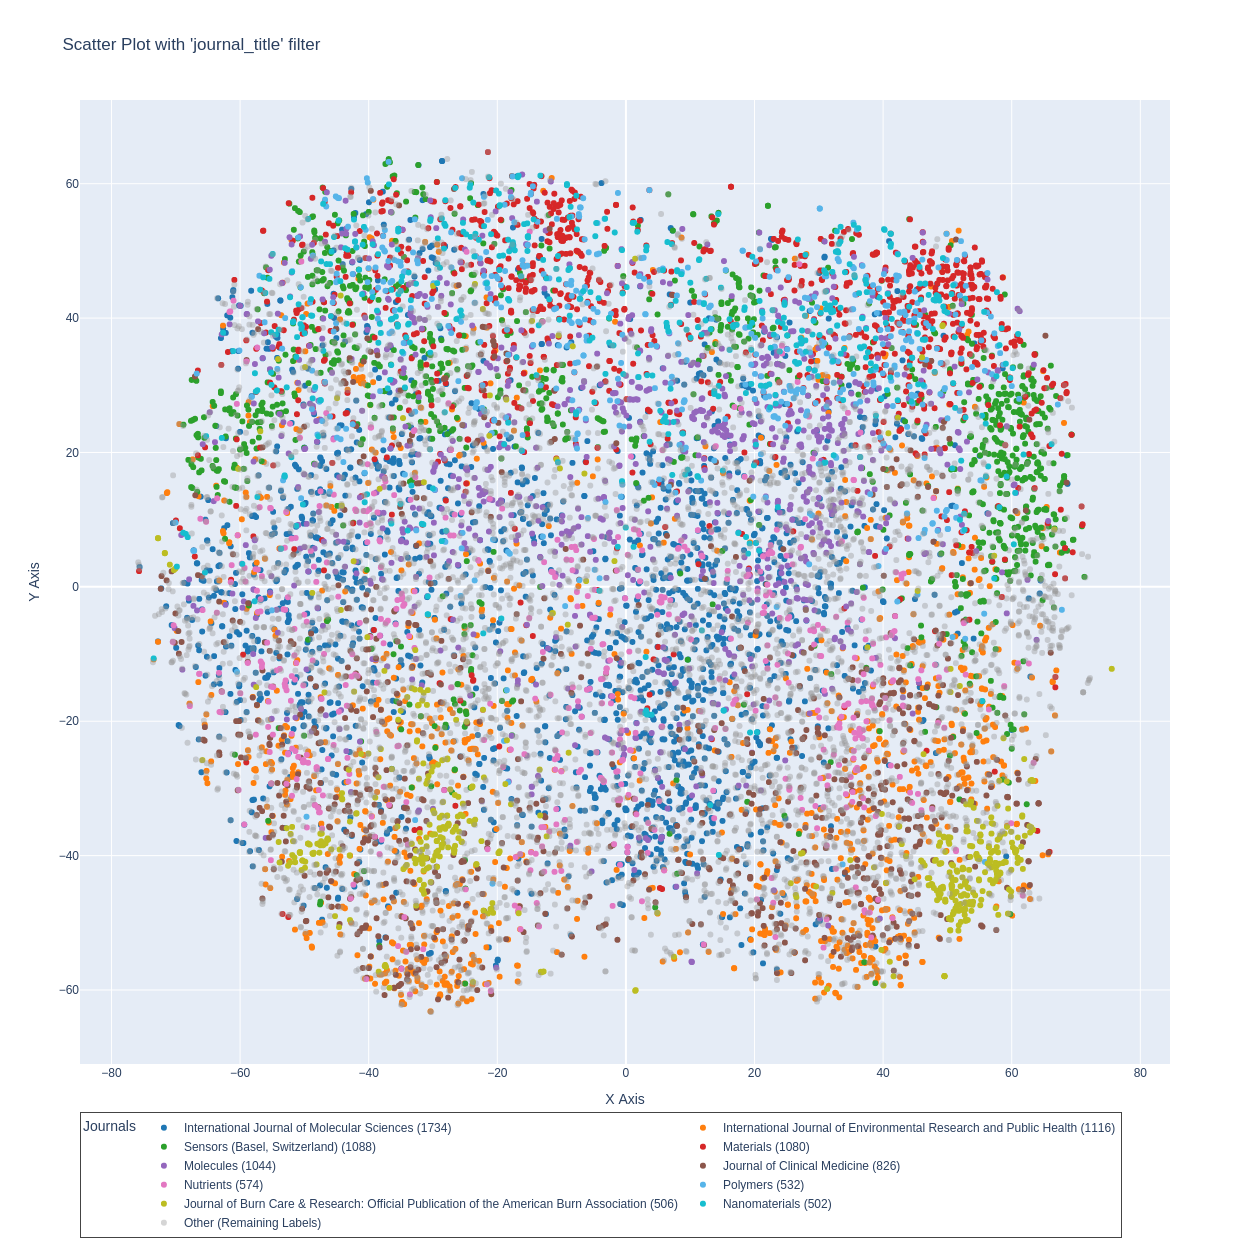 Scatter Plot with 'journal_title' filter
60
40
20
0
−20
−40
−60
Y Axis
−80
−60
−40
−20
0
20
40
60
80
X Axis
Journals
International Journal of Molecular Sciences (1734)
International Journal of Environmental Research and Public Health (1116)
Sensors (Basel, Switzerland) (1088)
Materials (1080)
Molecules (1044)
Journal of Clinical Medicine (826)
Nutrients (574)
Polymers (532)
Journal of Burn Care & Research: Official Publication of the American Burn Association (506)
Nanomaterials (502)
Other (Remaining Labels)